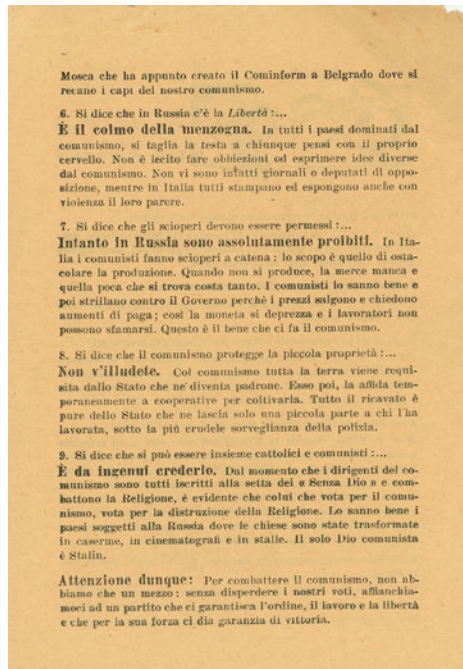 Mosca che ha appunto creato il Cominform a Belgrado dove si
recano i capi del nostro comunismo.
6. Si dice che in Russia c'è la Libertà :...
È il colmo della menzogna. In tutti i paesi dominati dal
comunismo, si taglia la testa a chiunque pensi con il proprio
cervello. Non è lecito fare obbiezioni od esprimere idee diverse
dal comunismo. Non vi sono infatti giornali o deputati di oppo-
sizione, mentre in Italia tutti stampano ed espongono anche con
violenza il loro parere.
7. Si dice che gli scioperi devono essere permessi :...
Intanto in Russia sono assolutamente proibiti. In Ita-
lia i comunisti fanno scioperi a catena : lo scopo è quello di osta-
colare la produzione. Quando non si produce, la merce manca e
quella poca che si trova costa tanto. I comunisti lo sanno bene e
poi strillano contro il Governo perchè i prezzi salgono e chiedono
aumenti di paga; così la moneta si deprezza e i lavoratori non
possono sfamarsi. Questo è il bene che ci fa il comunismo.
8. Si dice che il comunismo protegge la piccola proprietà :...
Non v'illudete. Col comunismo tutta la terra viene requi-
sita dallo Stato che ne diventa padrone. Esso poi, la affida tem-
poraneamente a cooperative per coltivarla. Tutto il ricavato è
pure dello Stato che ne lascia solo una piccola parte a chi l'ha
lavorata, sotto la più crudele sorveglianza della polizia.
9. Si dice che si può essere insieme cattolici e comunisti :...
È da ingenui crederlo. Dal momento che i dirigenti del co-
munismo sono tutti iscritti alla setta dei « Senza Dio » e com-
battono la Religione, è evidente che colui che vota per il comu-
nismo, vota per la distruzione della Religione. Lo sanno bene i
paesi soggetti alla Russia dove le chiese sono state trasformate
in caserme, in cinematografi e in stalle. Il solo Dio comunista
è Stalin.
Attenzione dunque: Per combattere il comunismo, non ab-
biamo che un mezzo : senza disperdere i nostri voti, affianchia-
moci ad un partito che ci garantisca l'ordine, il lavoro e la libertà
e che per la sua forza ci dia garanzia di vittoria.